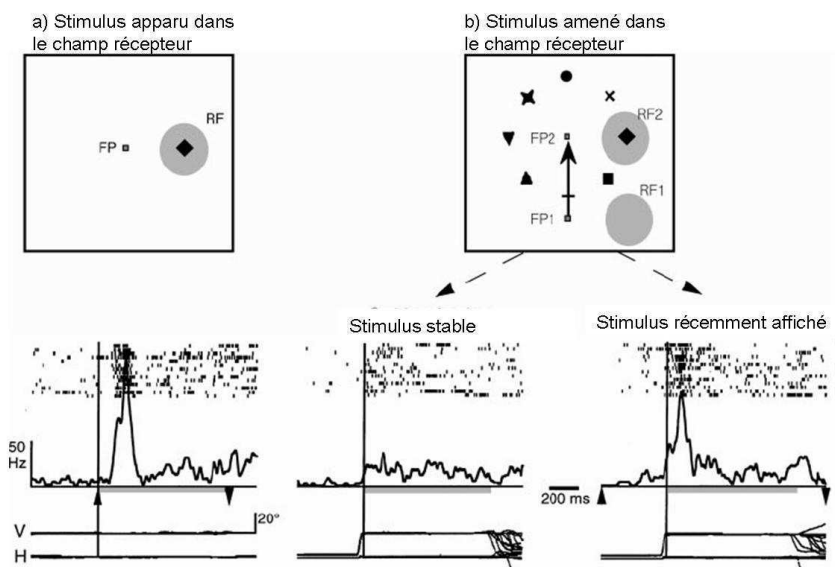 a) Stimulus apparu dans
le champ récepteur
b) Stimulus amené dans
le champ récepteur
RF
FP
RF2
FP2
RF1
FP1
Stimulus stable
Stimulus récemment affiché
50
Hz
200 ms
20°
V
H